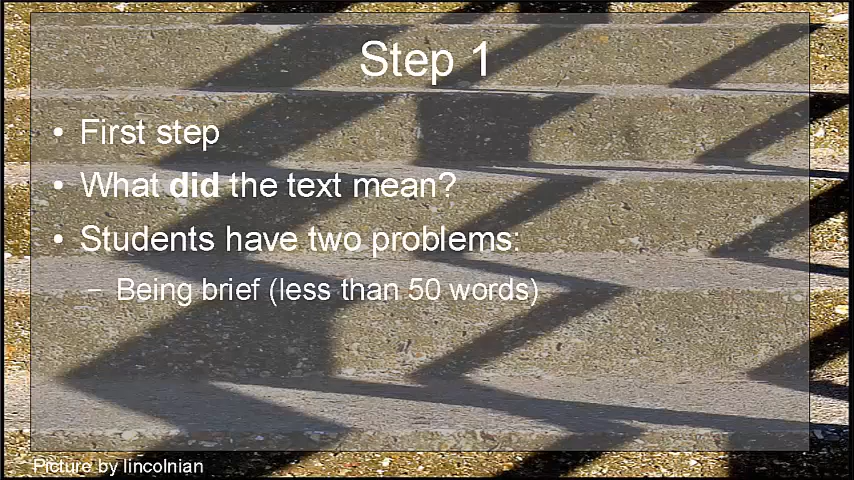 Step 1
• First step
• What did the text mean?
• Students have two problems:
– Being brief (less than 50 words)
Picture by lincolnian